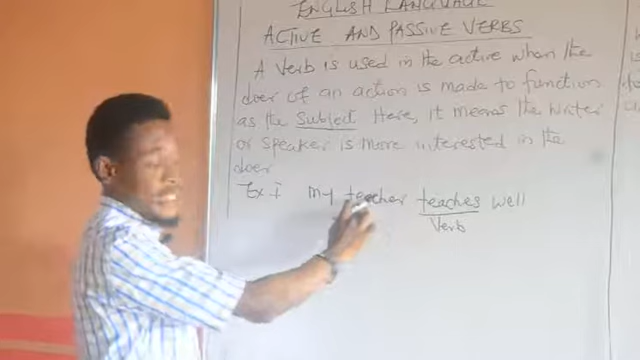 ENGLISH LANGUAGE
ACTIVE AND PASSIVE VERBS
A verb is used in the active when the
doer of an action is made to function
as the subject Here, it means the writer
or speaker is more interested in the
doer
Ex I my teacher teaches well
Verb